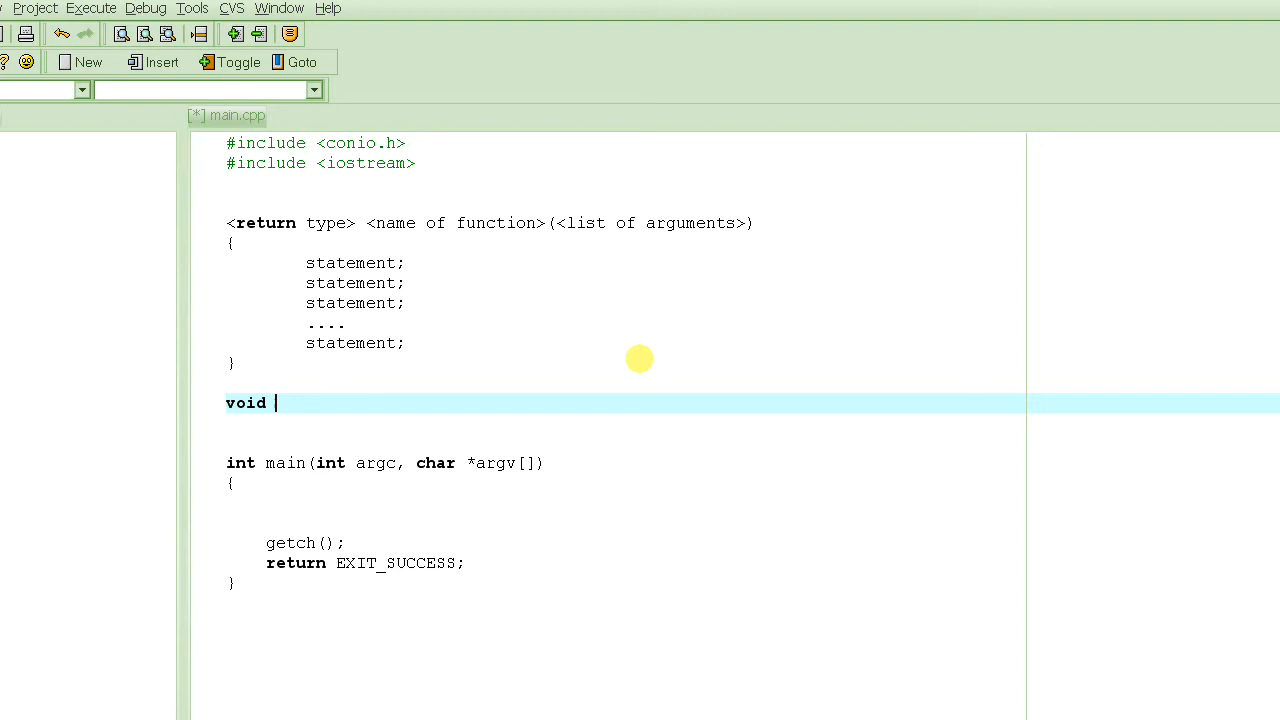 Project Execute Debug Tools CVS Window Help
New Insert Toggle Goto
[*] main.cpp
#include <conio.h>
#include <iostream>
<return type> <name of function>(<list of arguments>)
{
statement;
statement;
statement;
....
statement;
}
void
int main(int argc, char *argv[])
{
getch();
return EXIT_SUCCESS;
}